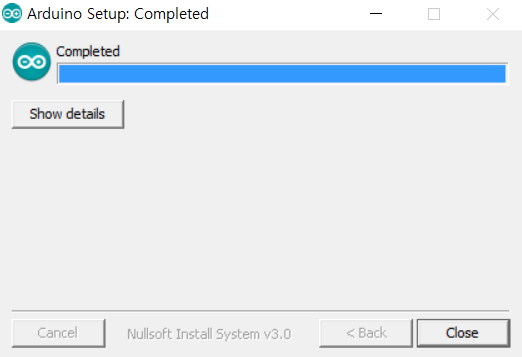 Arduino Setup: Completed
Completed
Show details
Cancel
Nullsoft Install System v3.0
< Back
Close